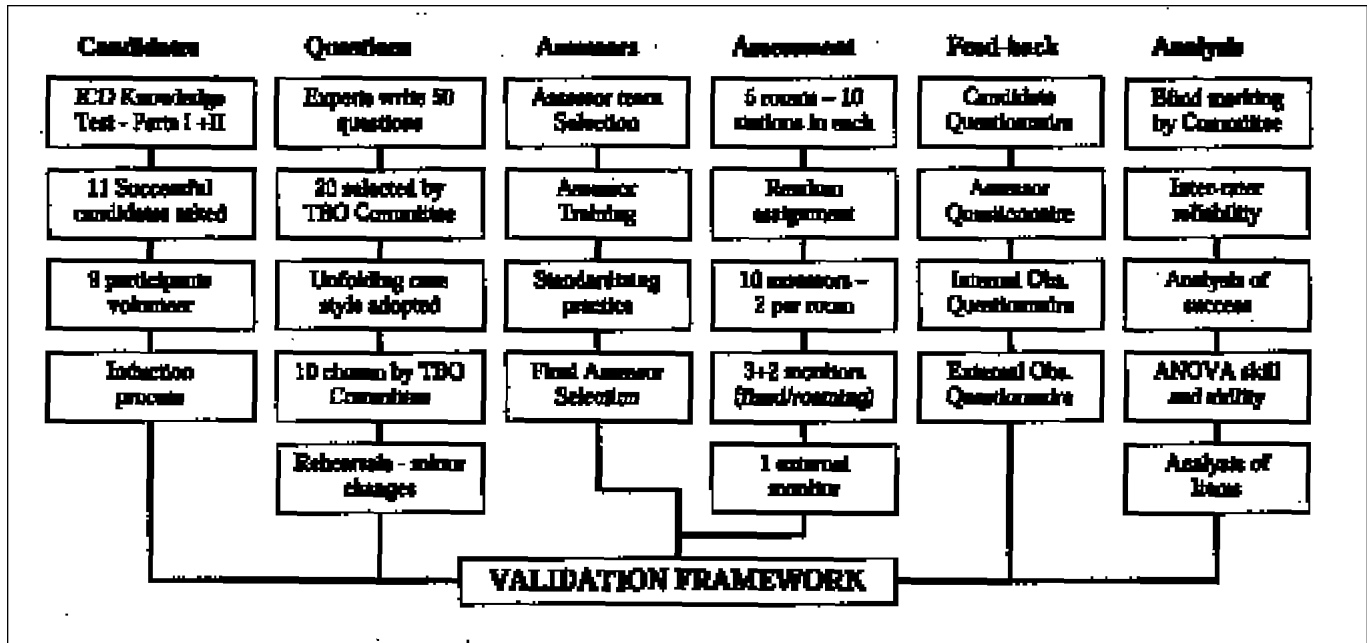 Candidates
Knowledge
Test - Parts I +II
11 Successful
candidates asked
participants
volunteer
Induction
process
Questions
Experts write 50
questions
20 selected by
TBO Committee
Unfolding case
style adopted
10 chosen by TBO
Committee
Rehearsals - minor
changes
Assessors
Assessor team
Selection
Assessor
Training
Standardizing
practice
Final Assessor
Selection
Assessment
– 10
stations in each
Random
assignment
10 assessors –
2 per room
3+2 monitors
(fixed/roaming)
1 external
monitor
Feed-back
Candidate
Questionnaire
Assessor
Questionnaire
Internal Obs.
Questionnaire
External Obs.
Questionnaire
Analysis
Blind marking
by Committee
Inter-rater
reliability
Analysis of
success
ANOVA skill
and ability
Analysis of
Items
VALIDATION FRAMEWORK